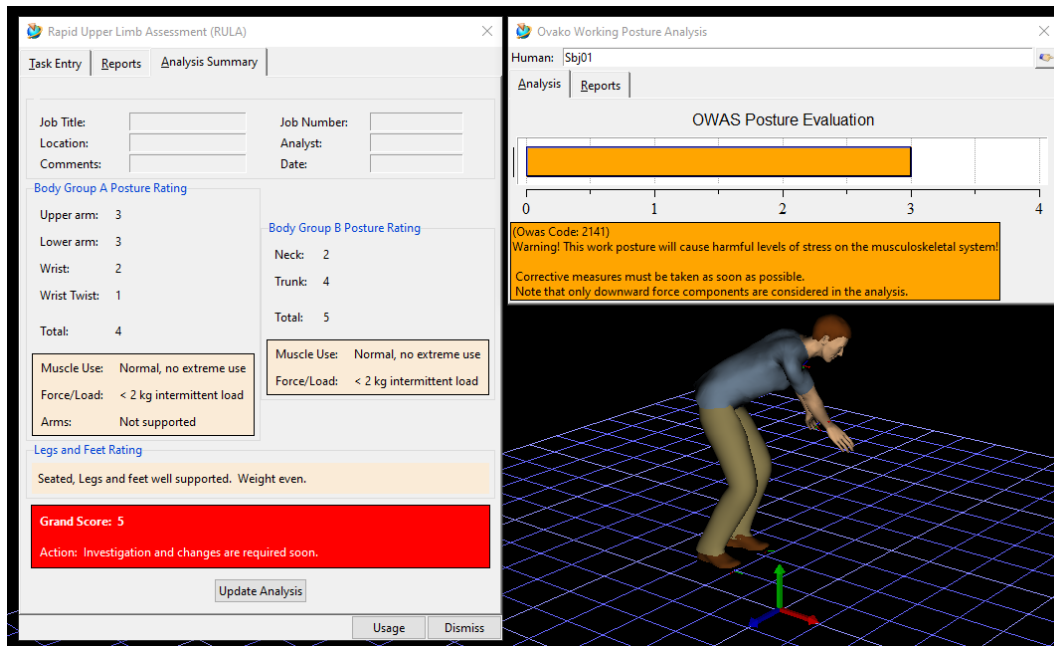 Rapid Upper Limb Assessment (RULA)
Task Entry
Reports
Analysis Summary
Job Title:
Job Number:
Location:
Analyst:
Comments:
Date:
Body Group A Posture Rating
Upper arm: 3
Lower arm: 3
Wrist: 2
Wrist Twist: 1
Total: 4
Muscle Use: Normal, no extreme use
Force/Load: < 2 kg intermittent load
Arms: Not supported
Body Group B Posture Rating
Neck: 2
Trunk: 4
Total: 5
Muscle Use: Normal, no extreme use
Force/Load: < 2 kg intermittent load
Legs and Feet Rating
Seated, Legs and feet well supported. Weight even.
Grand Score: 5
Action: Investigation and changes are required soon.
Update Analysis
Usage
Dismiss
Ovako Working Posture Analysis
Human: Sbj01
Analysis
Reports
OWAS Posture Evaluation
0 1 2 3 4
(Owas Code: 2141)
Warning! This work posture will cause harmful levels of stress on the musculoskeletal system!
Corrective measures must be taken as soon as possible.
Note that only downward force components are considered in the analysis.